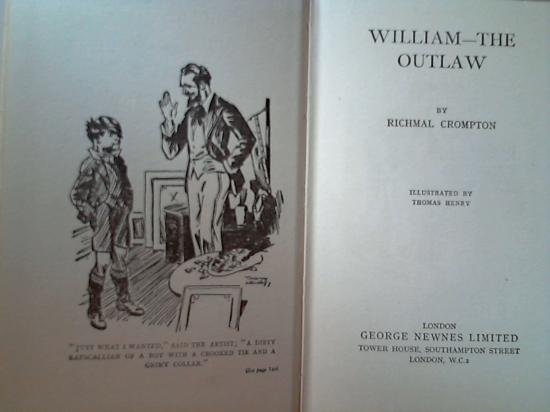 "JUST WHAT I WANTED," SAID THE ARTIST; "A DIRTY
RAPSCALLIAN OF A BOY WITH A CROOKED TIE AND A
GRIMY COLLAR."
WILLIAM—THE
OUTLAW
BY
RICHMAL CROMPTON
ILLUSTRATED BY
THOMAS HENRY
LONDON
GEORGE NEWNES LIMITED
TOWER HOUSE, SOUTHAMPTON STREET
LONDON, W.C.2